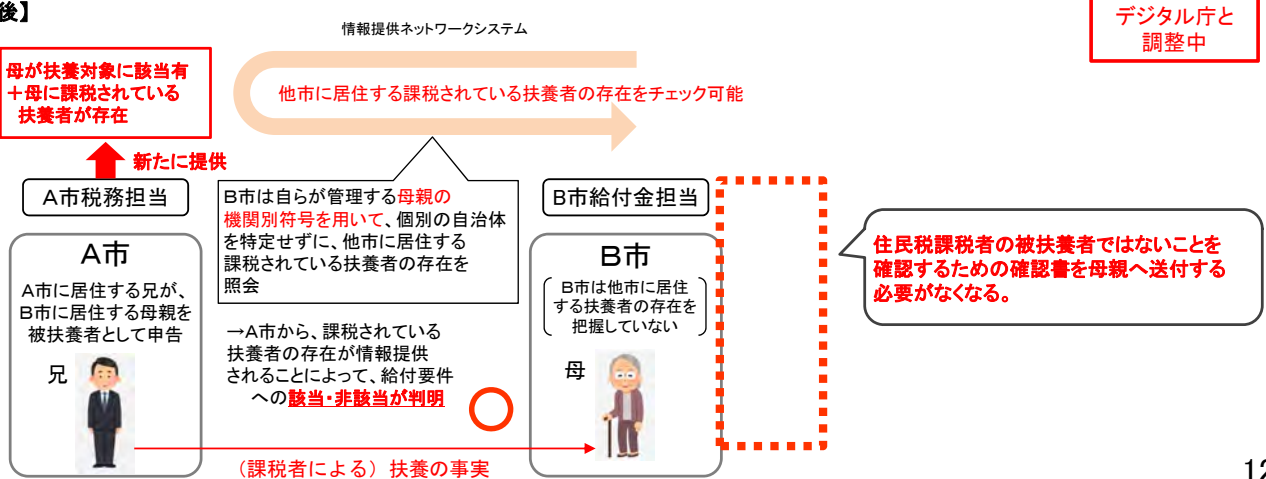 後】
デジタル庁と
調整中
情報提供ネットワークシステム
母が扶養対象に該当有
＋母に課税されている
扶養者が存在
他市に居住する課税されている扶養者の存在をチェック可能
新たに提供
A市税務担当
B市は自らが管理する母親の
機関別符号を用いて、個別の自治体
を特定せずに、他市に居住する
課税されている扶養者の存在を
照会
B市給付金担当
A市
A市に居住する兄が、
B市に居住する母親を
被扶養者として申告
兄
→A市から、課税されている
扶養者の存在が情報提供
されることによって、給付要件
への該当・非該当が判明
B市
B市は他市に居住
する扶養者の存在を
把握していない
母
住民税課税者の被扶養者ではないことを
確認するための確認書を母親へ送付する
必要がなくなる。
（課税者による）扶養の事実
12